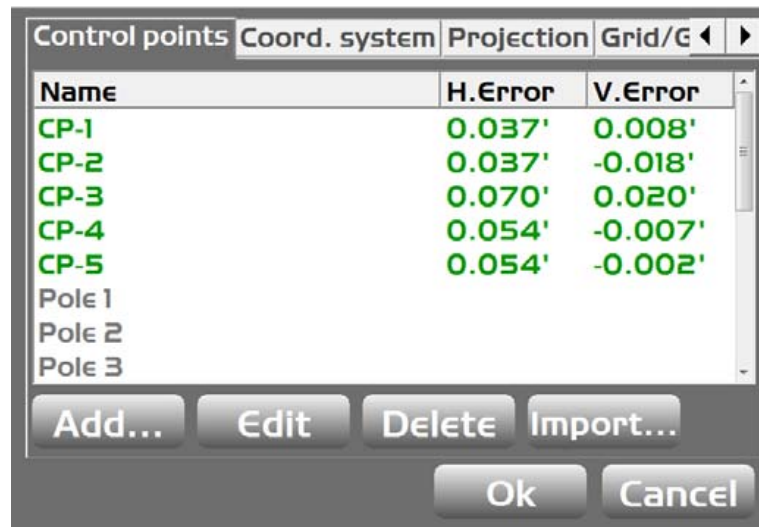 Control points Coord. system Projection Grid/G
Name H.Error V.Error
CP-1 0.037' 0.008'
CP-2 0.037' -0.018'
CP-3 0.070' 0.020'
CP-4 0.054' -0.007'
CP-5 0.054' -0.002'
Pole 1
Pole 2
Pole 3
Add... Edit Delete Import...
Ok Cancel